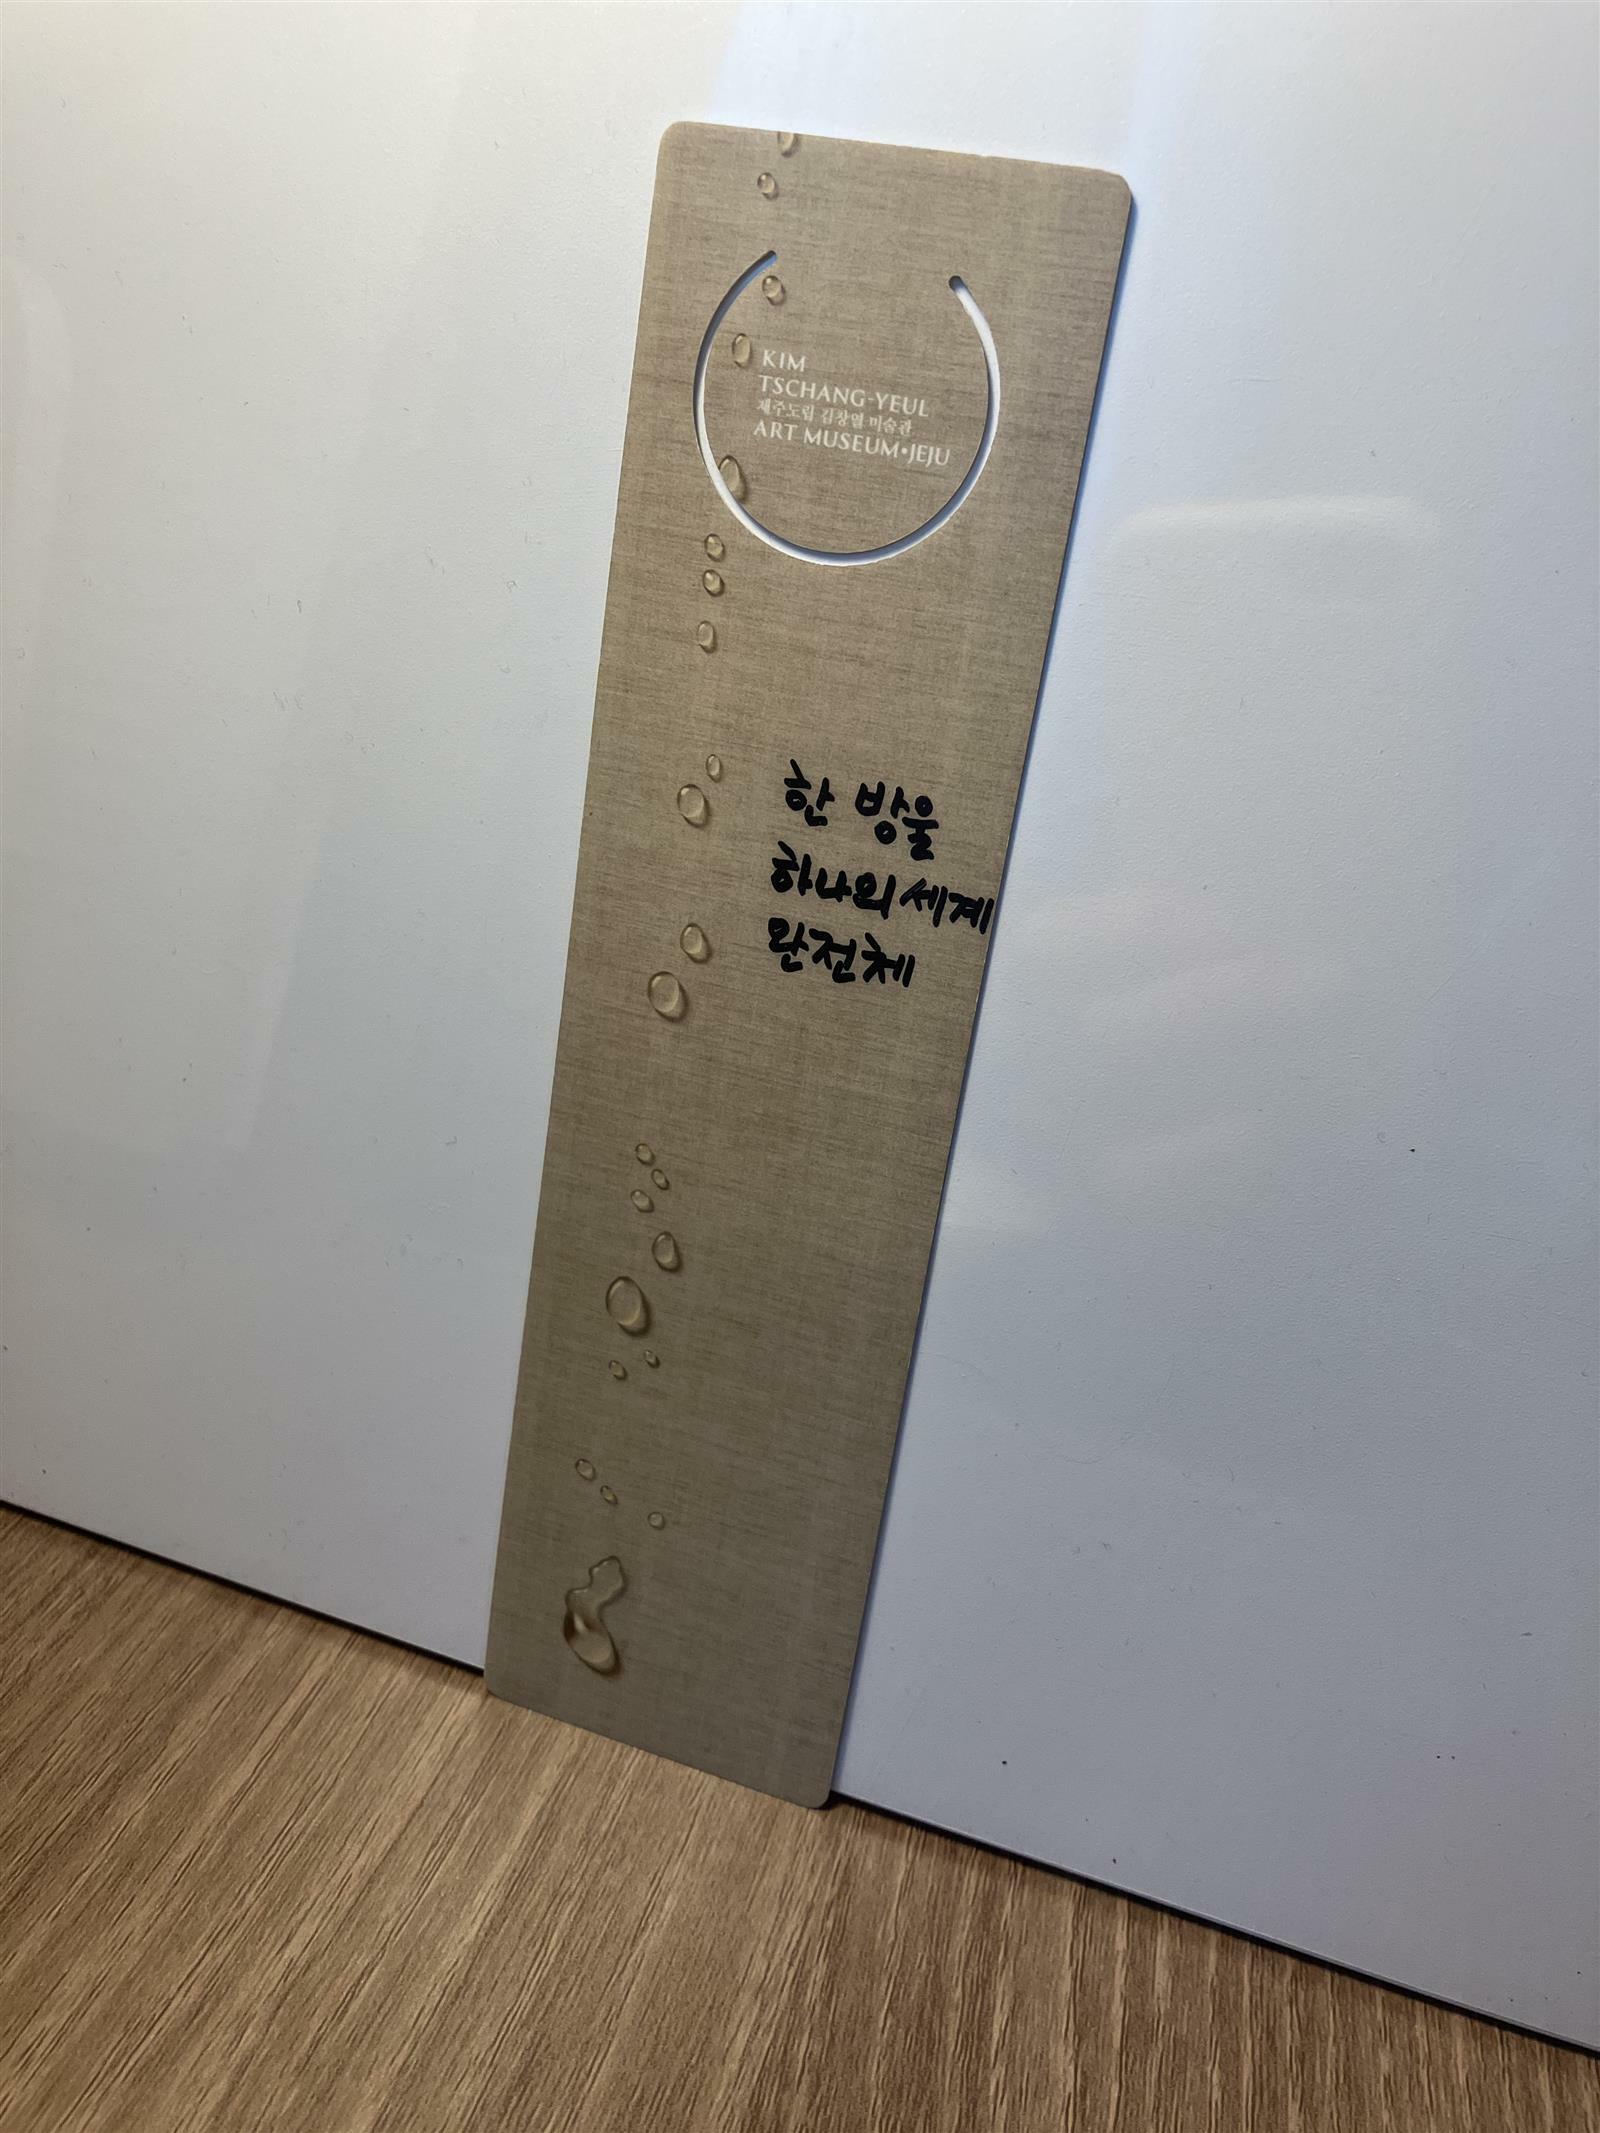 KIM
TSCHANG-YEUL
제주도립 김창열 미술관
ART MUSEUM•JEJU
한 방울
하나의 세계
완전체